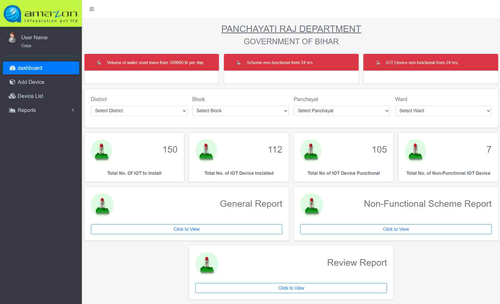 amazon
infosolution pvt ltd
User Name
Gaya
dashboard
Add Device
Device List
Reports
PANCHAYATI RAJ DEPARTMENT
GOVERNMENT OF BIHAR
Volume of water used more than 100000 ltr per day
Scheme non-functional from 24 hrs
IOT Device non-functional from 24 hrs
District
Block
Panchayat
Ward
Select District
Select Block
Select Panchayat
Select Ward
150
112
105
7
Total No. Of IOT to Install
Total No. of IOT Device Installed
Total No of IOT Device Functional
Total No. of Non-Functional IOT Device
General Report
Non-Functional Scheme Report
Click to View
Click to View
Review Report
Click to View